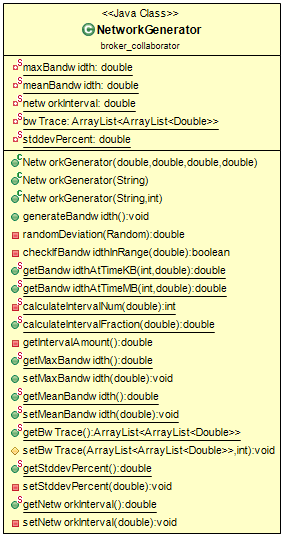 <<Java Class>>
C NetworkGenerator
broker_collaborator
S maxBandwidth: double
S meanBandwidth: double
S networkInterval: double
S bwTrace: ArrayList<ArrayList<Double>>
S stddevPercent: double
C NetworkGenerator(double,double,double,double)
C NetworkGenerator(String)
C NetworkGenerator(String,int)
generateBandwidth():void
randomDeviation(Random):double
checkIfBandwidthInRange(double):boolean
S getBandwidthAtTimeKB(int,double):double
S getBandwidthAtTimeMB(int,double):double
S calculateIntervalNum(double):int
S calculateIntervalFraction(double):double
getIntervalAmount():double
S getMaxBandwidth():double
setMaxBandwidth(double):void
S getMeanBandwidth():double
S setMeanBandwidth(double):void
S getBwTrace():ArrayList<ArrayList<Double>>
setBwTrace(ArrayList<ArrayList<Double>>,int):void
S getStddevPercent():double
setStddevPercent(double):void
S getNetworkInterval():double
setNetworkInterval(double):void